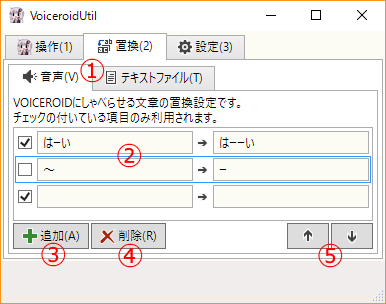 VoiceroidUtil
操作(1) 置換(2) 設定(3)
音声(V) ① テキストファイル(T)
VOICEROIDにしゃべらせる文章の置換設定です。
チェックの付いている項目のみ利用されます。
はーい ② ➔ はーーい
～ ➔ ー
➔
追加(A) 削除(R) ↑ ↓
③ ④ ⑤